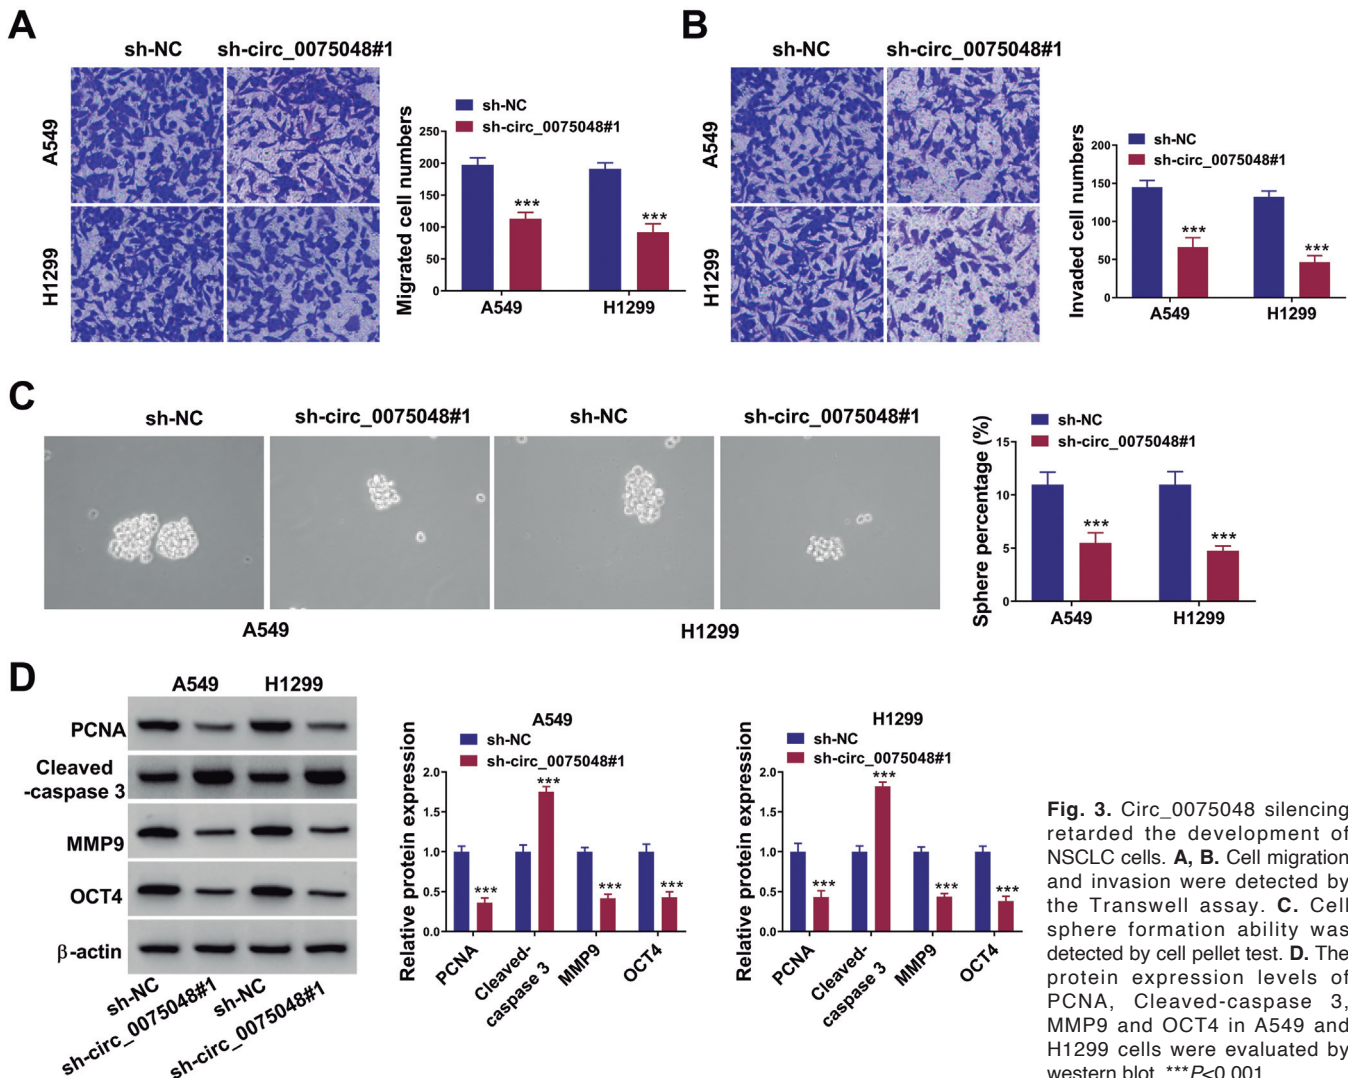 A
sh-NC sh-circ_0075048#1
A549
H1299
Migrated cell numbers
sh-NC
sh-circ_0075048#1
250
200
150
100
50
0
***
***
A549 H1299
B
sh-NC sh-circ_0075048#1
A549
H1299
Invaded cell numbers
sh-NC
sh-circ_0075048#1
200
150
100
50
0
***
***
A549 H1299
C
sh-NC sh-circ_0075048#1 sh-NC sh-circ_0075048#1
A549 H1299
Sphere percentage (%)
sh-NC
sh-circ_0075048#1
15
10
5
0
***
***
A549 H1299
D
A549 H1299
PCNA
Cleaved
-caspase 3
MMP9
OCT4
β-actin
sh-NC
sh-circ_0075048#1
sh-NC
sh-circ_0075048#1
A549
sh-NC
sh-circ_0075048#1
Relative protein expression
2.0
1.5
1.0
0.5
0.0
***
***
***
***
PCNA
Cleaved-
caspase 3
MMP9
OCT4
H1299
sh-NC
sh-circ_0075048#1
Relative protein expression
2.0
1.5
1.0
0.5
0.0
***
***
***
***
PCNA
Cleaved-
caspase 3
MMP9
OCT4
Fig. 3. Circ_0075048 silencing
retarded the development of
NSCLC cells. A, B. Cell migration
and invasion were detected by
the Transwell assay. C. Cell
sphere formation ability was
detected by cell pellet test. D. The
protein expression levels of
PCNA, Cleaved-caspase 3,
MMP9 and OCT4 in A549 and
H1299 cells were evaluated by
western blot. ***P<0.001.